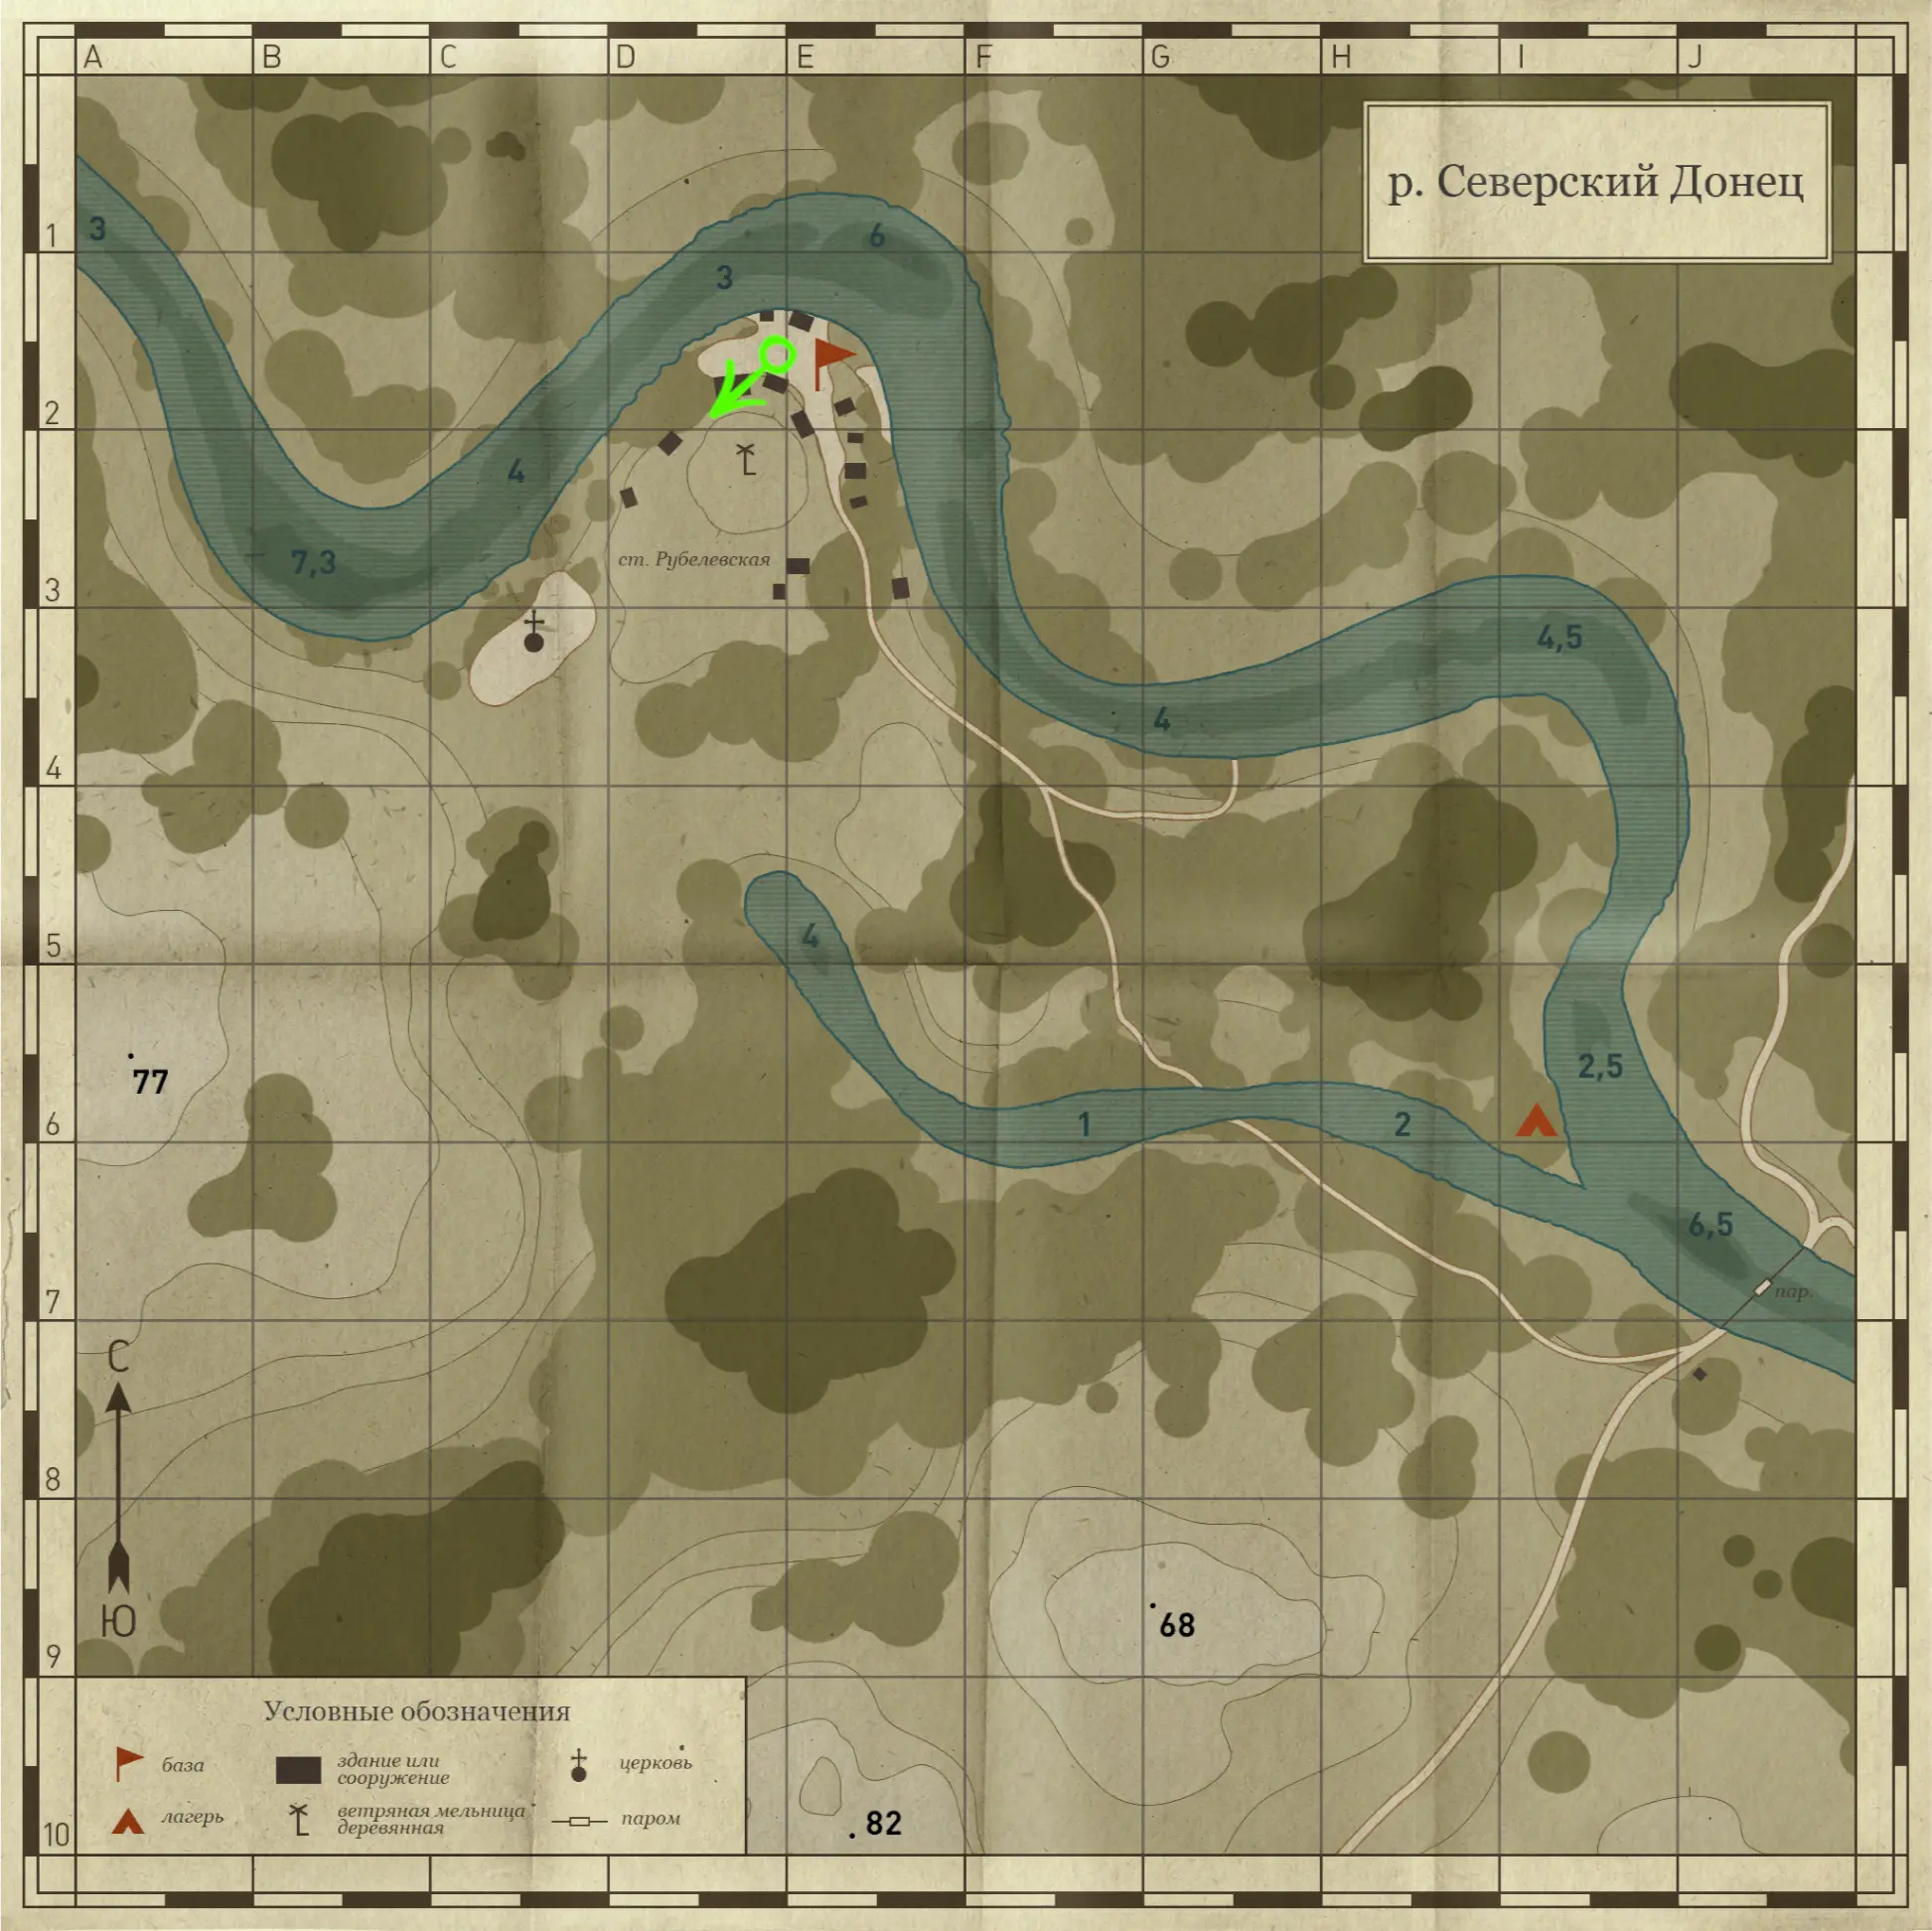 A B C D E F G H I J
р. Северский Донец
1
3
6
3
2
4
7,3
ст. Рубелевская
3
4,5
4
4
4
5
2,5
77
6
1
2
6,5
пар.
7
С
8
Ю
68
9
Условные обозначения
база
здание или
сооружение
церковь
лагерь
ветряная мельница
деревянная
паром
82
10